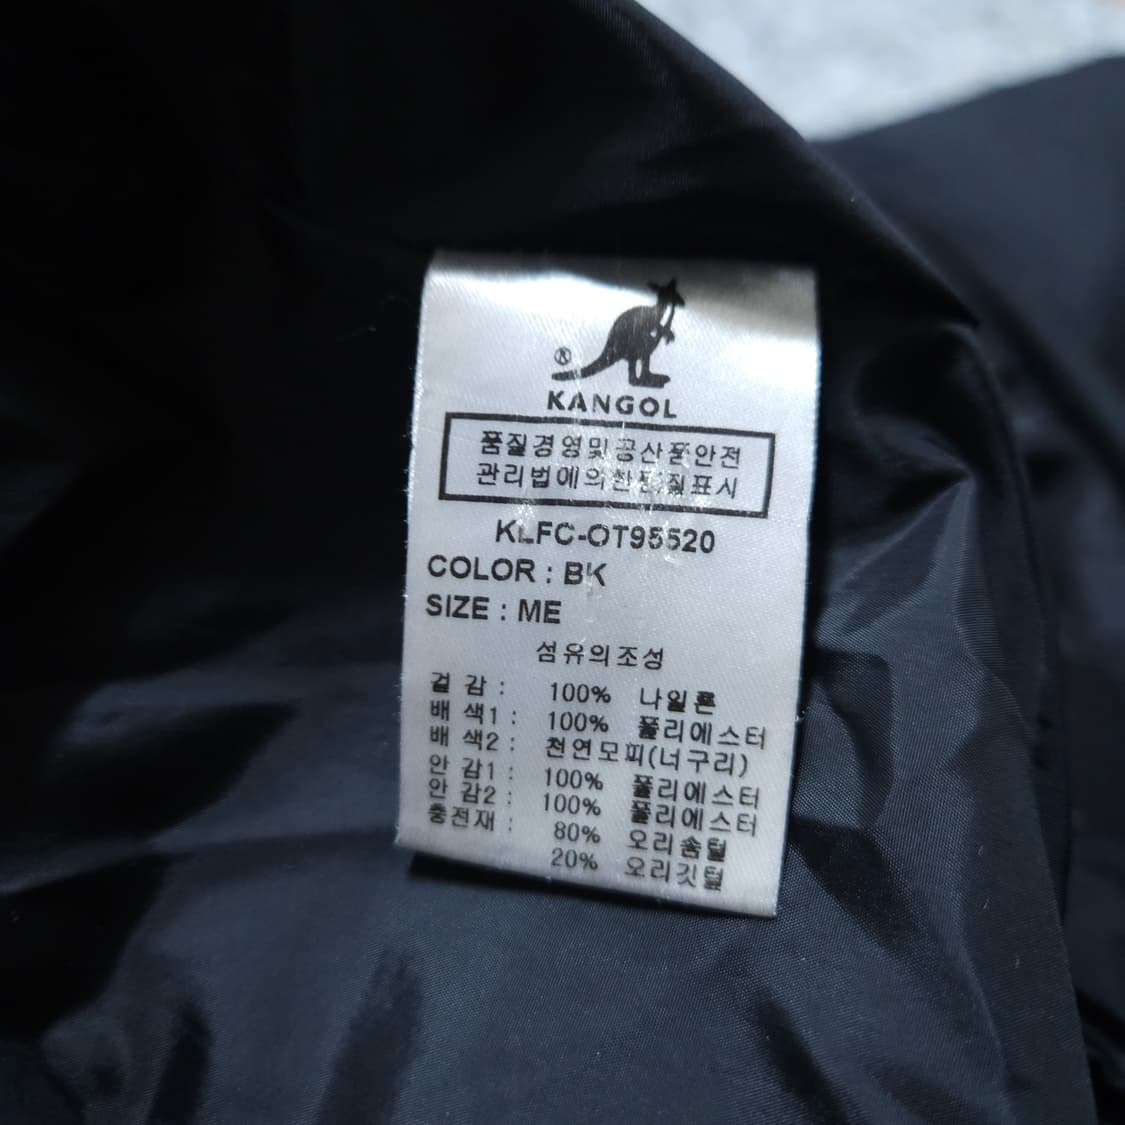 ®
KANGOL
품질경영및공산품안전
관리법에의한품질표시
KLFC-OT95520
COLOR : BK
SIZE : ME
섬유의조성
겉 감 : 100% 나일론
배 색1 : 100% 폴리에스터
배 색2 : 천연모피(너구리)
안 감1 : 100% 폴리에스터
안 감2 : 100% 폴리에스터
충전재 : 80% 오리솜털
20% 오리깃털